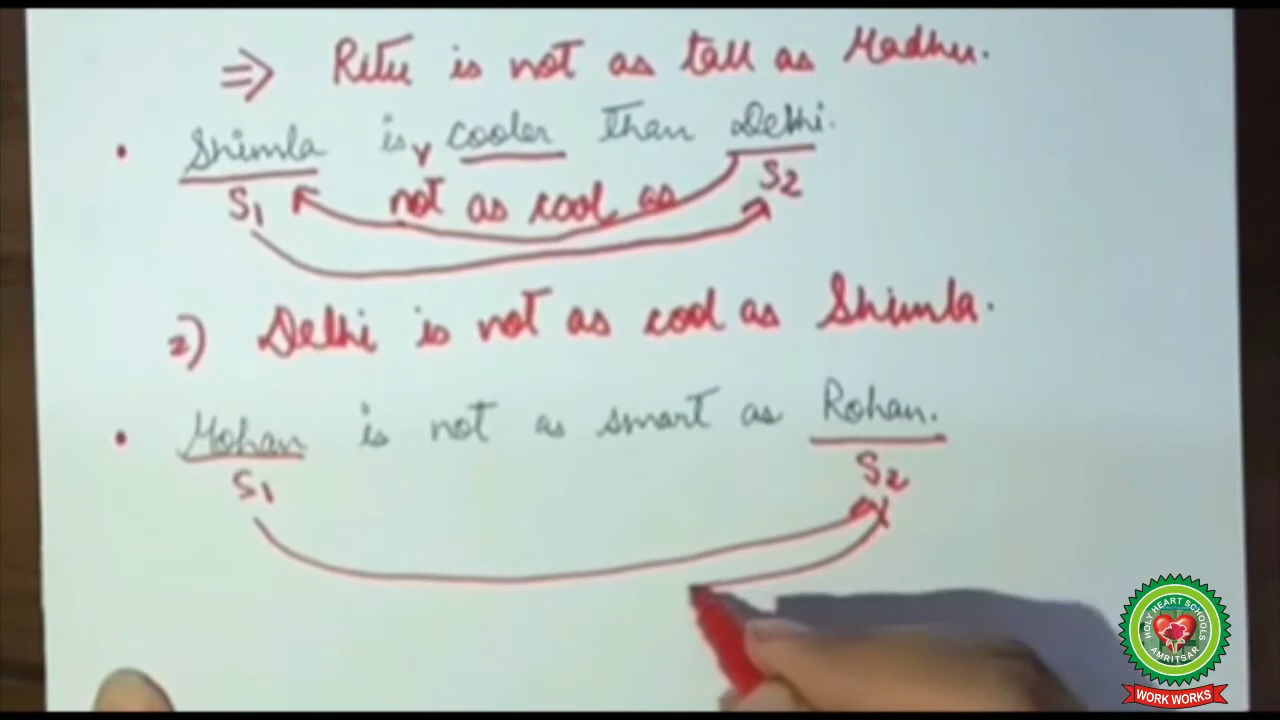 ⇒ Ritu is not as tall as Madhu.
• Shimla is cooler than Delhi.
S1 not as cool as S2
2) Delhi is not as cool as Shimla.
• Mohan is not as smart as Rohan.
S1 S2
HOLY HEART SCHOOLS
AMRITSAR
WORK WORKS